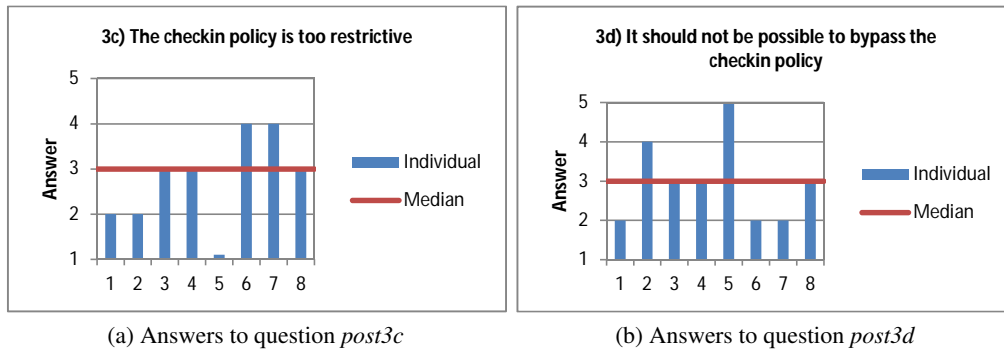 3c) The checkin policy is too restrictive
5
4
3
2
1
Answer
1 2 3 4 5 6 7 8
Individual
Median
(a) Answers to question post3c
3d) It should not be possible to bypass the
checkin policy
5
4
3
2
1
Answer
1 2 3 4 5 6 7 8
Individual
Median
(b) Answers to question post3d